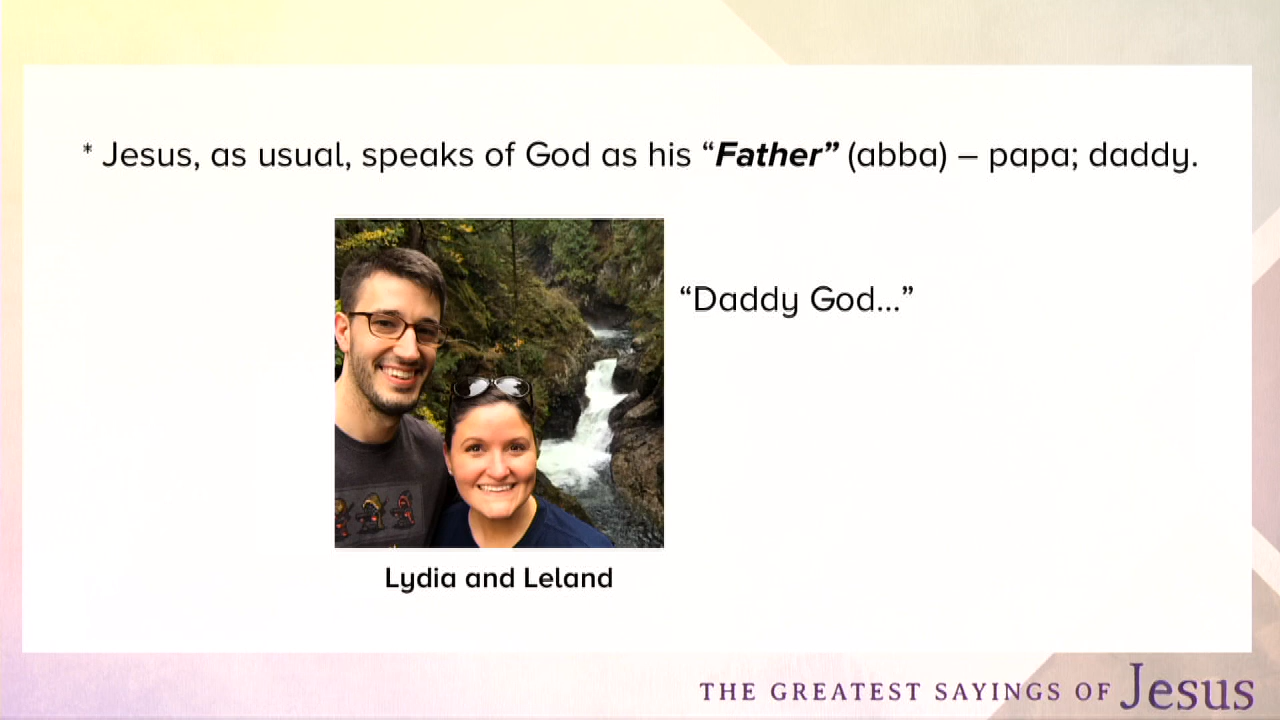 * Jesus, as usual, speaks of God as his “Father” (abba) – papa; daddy.
“Daddy God...”
Lydia and Leland
THE GREATEST SAYINGS OF Jesus